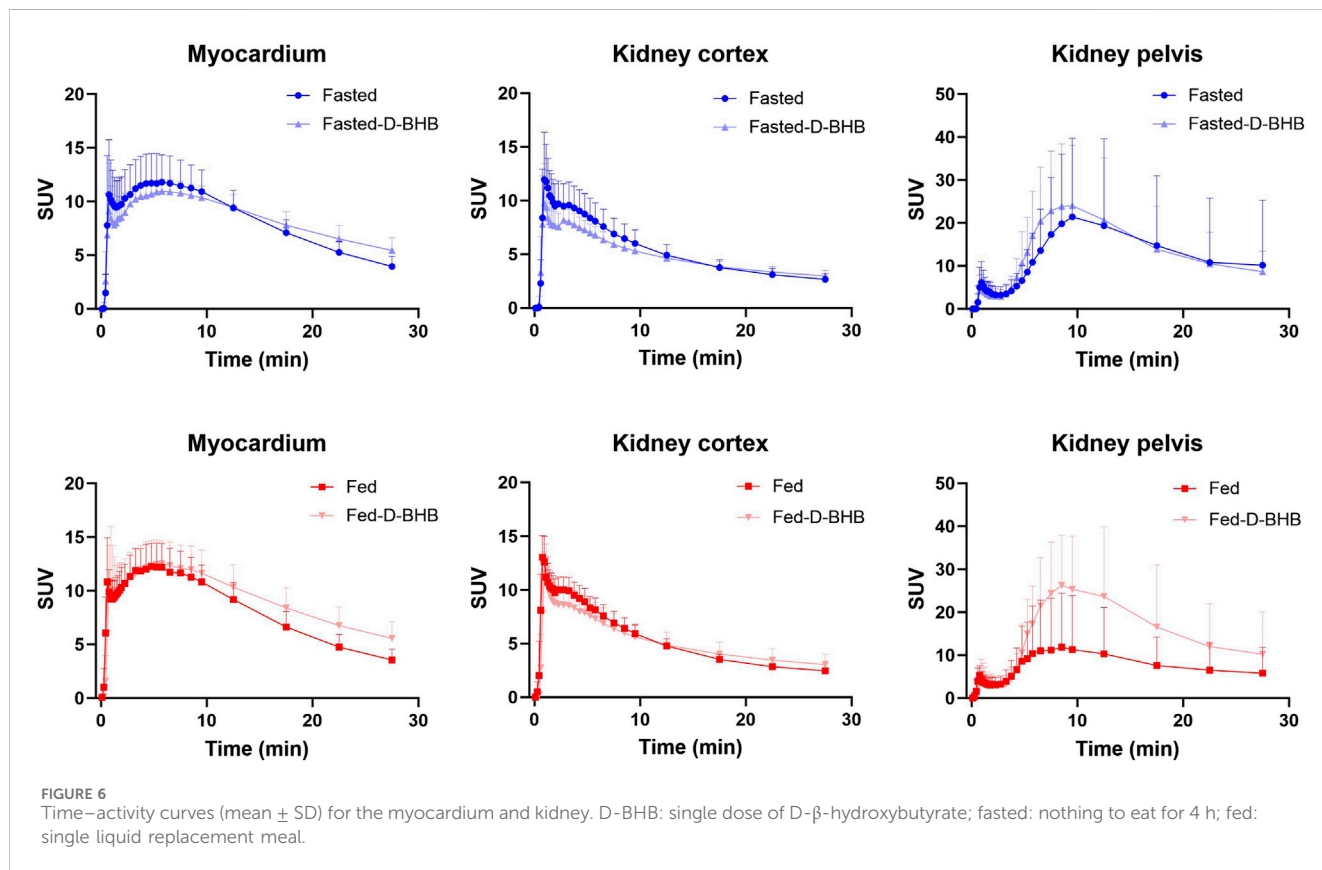 Myocardium
Kidney cortex
Kidney pelvis
20
15
10
5
0
SUV
0
10
20
30
Time (min)
Fasted
Fasted-D-BHB
20
15
10
5
0
SUV
0
10
20
30
Time (min)
Fasted
Fasted-D-BHB
50
40
30
20
10
0
SUV
0
10
20
30
Time (min)
Fasted
Fasted-D-BHB
Myocardium
Kidney cortex
Kidney pelvis
20
15
10
5
0
SUV
0
10
20
30
Time (min)
Fed
Fed-D-BHB
20
15
10
5
0
SUV
0
10
20
30
Time (min)
Fed
Fed-D-BHB
50
40
30
20
10
0
SUV
0
10
20
30
Time (min)
Fed
Fed-D-BHB
FIGURE 6
Time–activity curves (mean ± SD) for the myocardium and kidney. D-BHB: single dose of D-β-hydroxybutyrate; fasted: nothing to eat for 4 h; fed:
single liquid replacement meal.